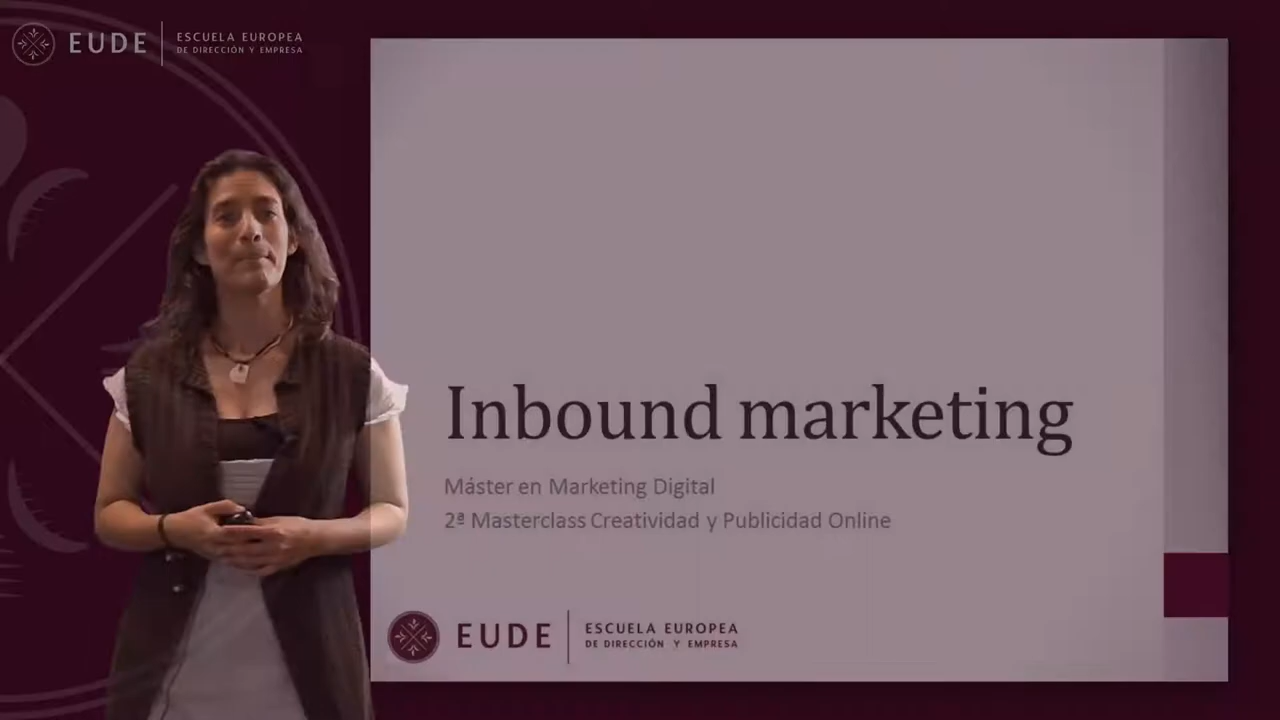 EUDE
ESCUELA EUROPEA
DE DIRECCIÓN Y EMPRESA
Inbound marketing
Máster en Marketing Digital
2ª Masterclass Creatividad y Publicidad Online
EUDE
ESCUELA EUROPEA
DE DIRECCIÓN Y EMPRESA